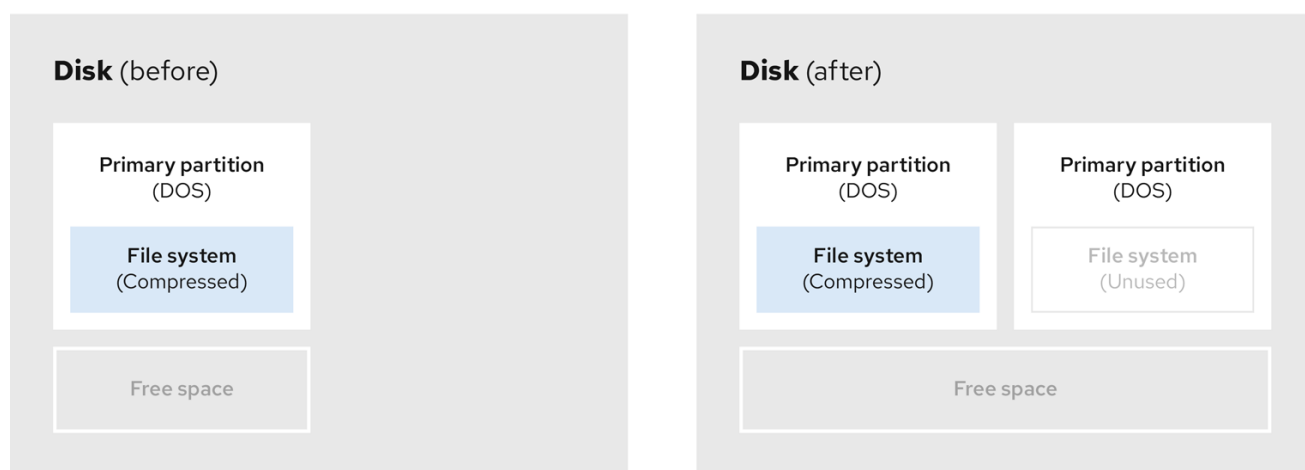 Disk (before)
Primary partition
(DOS)
File system
(Compressed)
Free space
Disk (after)
Primary partition
(DOS)
File system
(Compressed)
Primary partition
(DOS)
File system
(Unused)
Free space